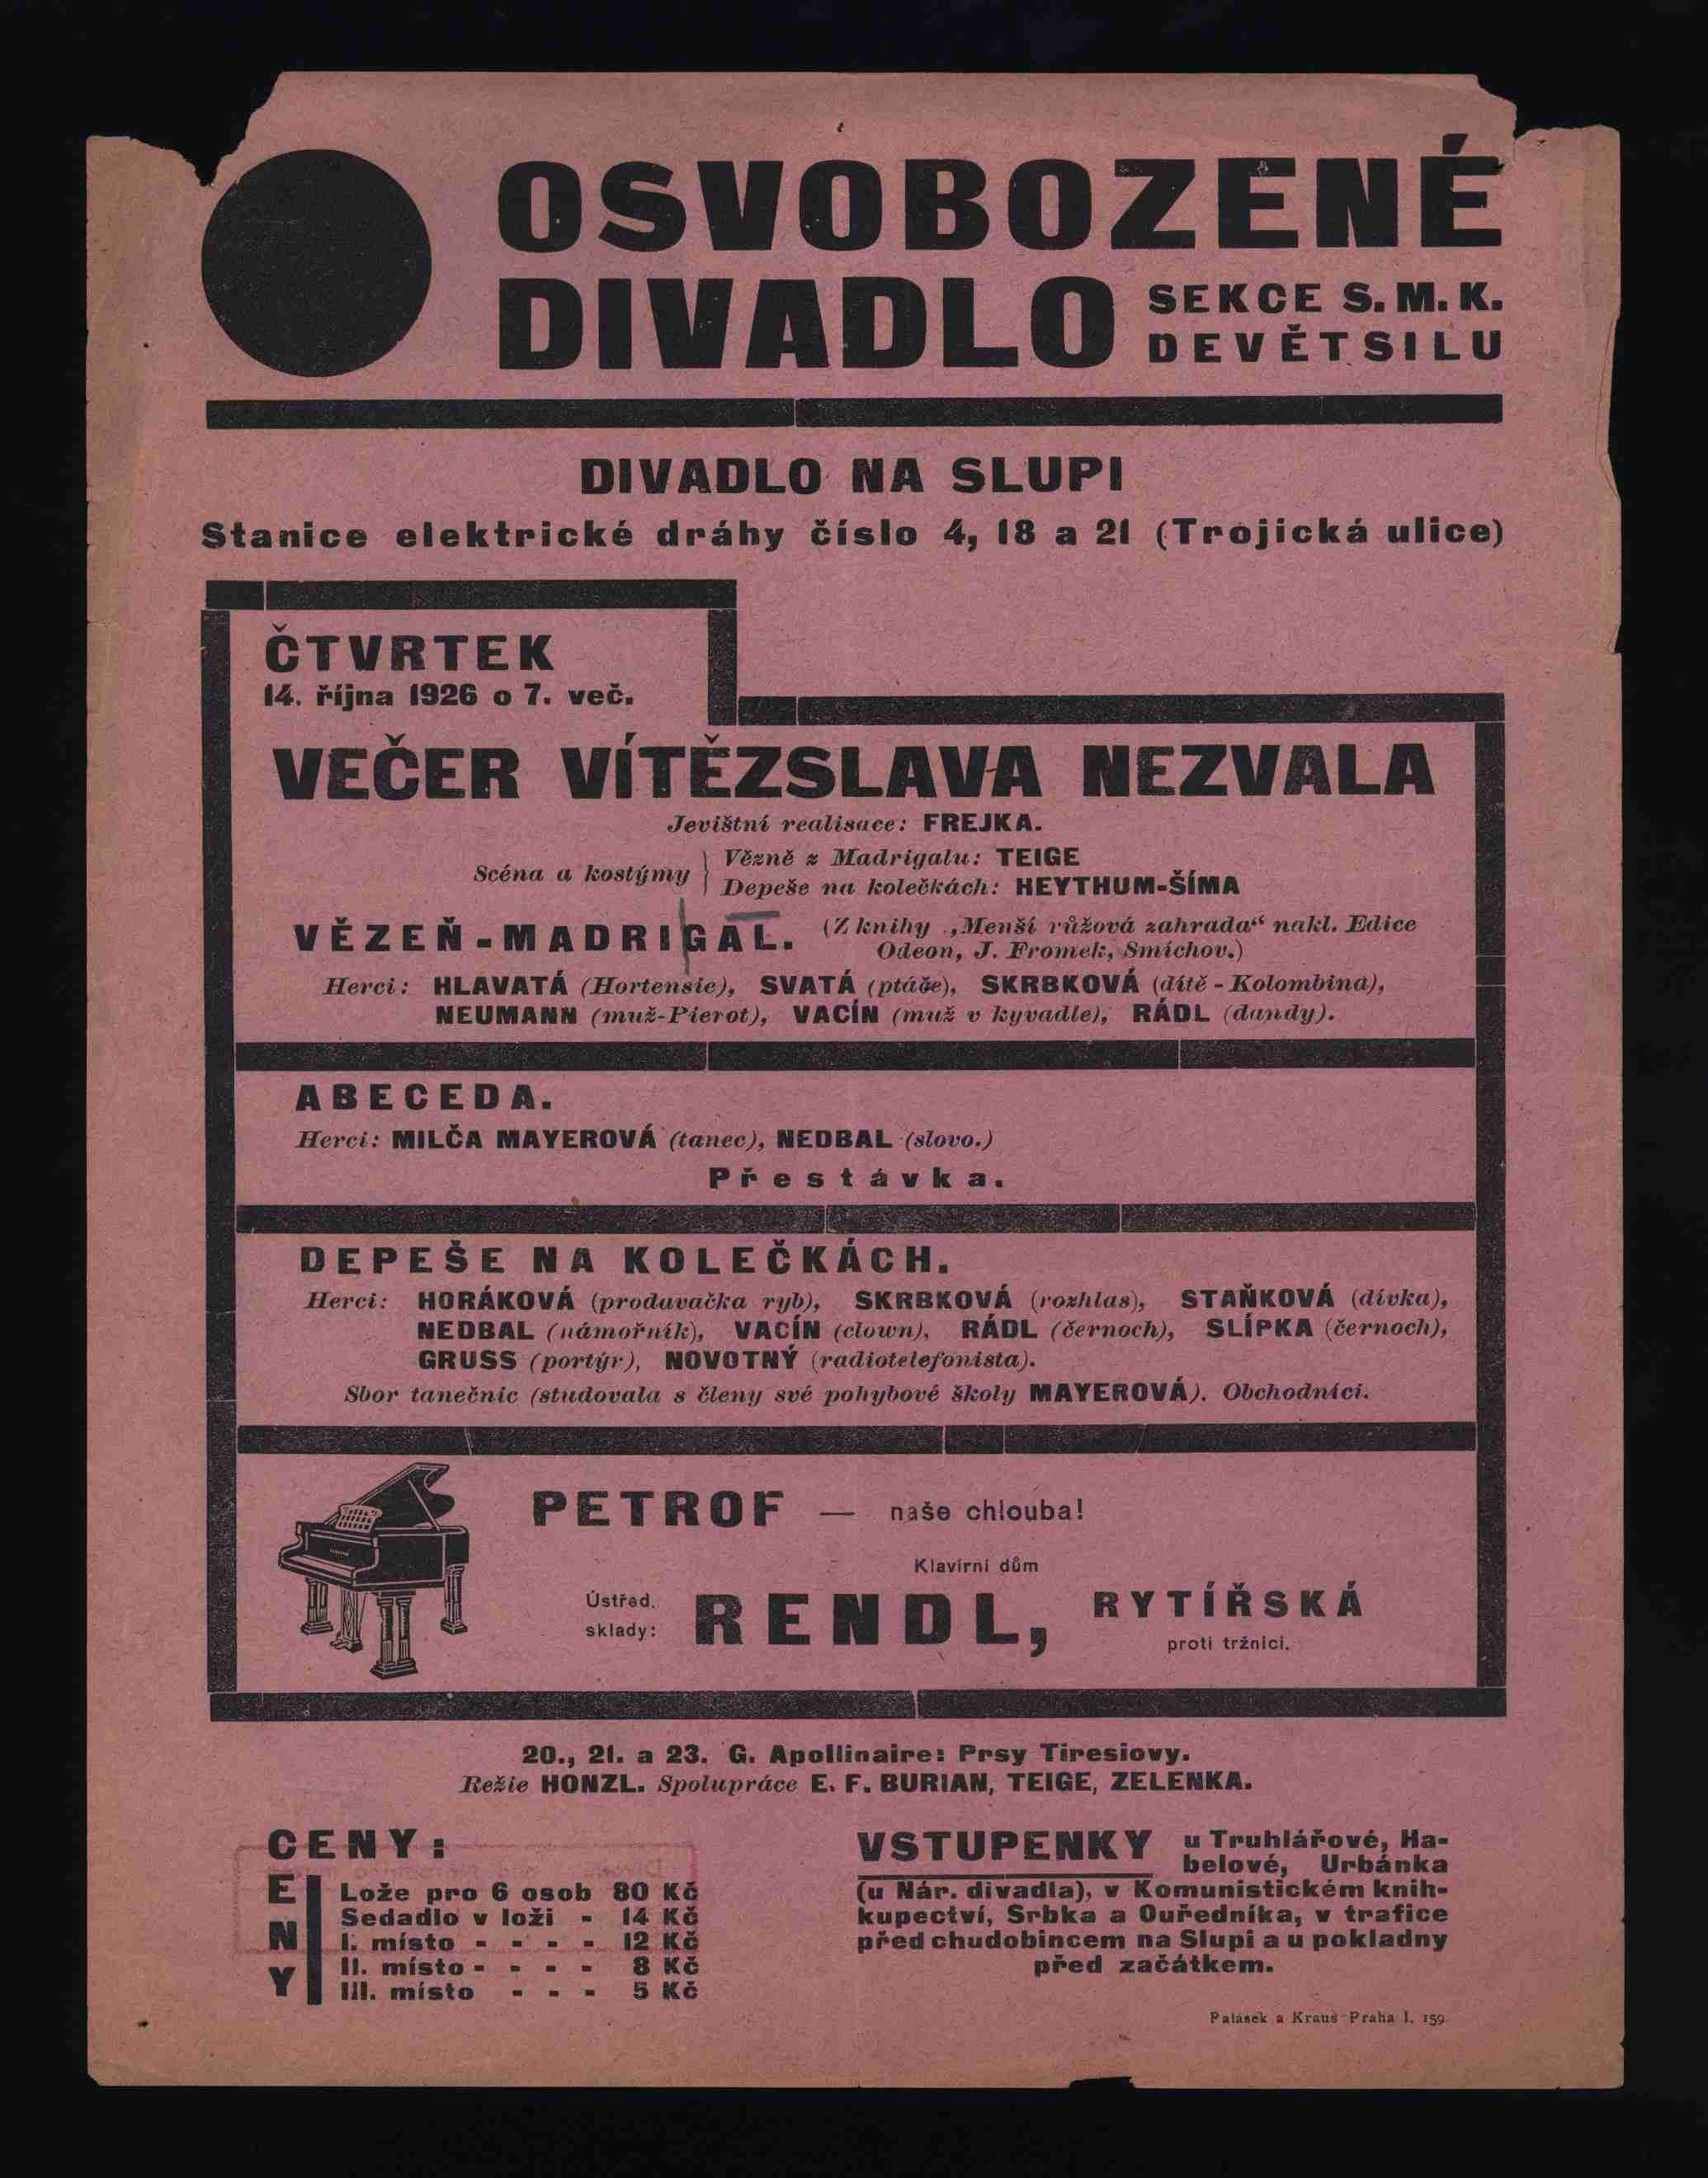 OSVOBOZENÉ
DIVADLO SEKCE S. M. K.
DEVĚTSILU
DIVADLO NA SLUPI
Stanice elektrické dráhy číslo 4, 18 a 21 (Trojická ulice)
ČTVRTEK
14. října 1926 o 7. več.
VEČER VÍTĚZSLAVA NEZVALA
Jevištní realisace: FREJKA.
Scéna a kostýmy
Vězně z Madrigalu: TEIGE
Depeše na kolečkách: HEYTHUM-ŠÍMA
VĚZEŇ-MADRIGAL. (Z knihy „Menší růžová zahrada“ nakl. Edice
Odeon, J. Fromek, Smíchov.)
Herci: HLAVATÁ (Hortensie), SVATÁ (ptáče), SKRBKOVÁ (dítě - Kolombina),
NEUMANN (muž-Pierot), VACÍN (muž v kyvadle), RÁDL (dandy).
ABECEDA.
Herci: MILČA MAYEROVÁ (tanec), NEDBAL (slovo.)
Přestávka.
DEPEŠE NA KOLEČKÁCH.
Herci: HORÁKOVÁ (prodavačka ryb), SKRBKOVÁ (rozhlas), STAŇKOVÁ (dívka),
NEDBAL (námořník), VACÍN (clown), RÁDL (černoch), SLÍPKA (černoch),
GRUSS (portýr), NOVOTNÝ (radiotelefonista).
Sbor tanečnic (studovala s členy své pohybové školy MAYEROVÁ). Obchodníci.
PETROF — naše chlouba!
Klavírní dům
Ústřed.
sklady: RENDL, RYTÍŘSKÁ
proti tržnici.
20., 21. a 23. G. Apollinaire: Prsy Tiresiovy.
Režie HONZL. Spolupráce E. F. BURIAN, TEIGE, ZELENKA.
CENY:
E
N
Y
Lože pro 6 osob 80 Kč
Sedadlo v loži - 14 Kč
I. místo - - - - 12 Kč
II. místo - - - - 8 Kč
III. místo - - - 5 Kč
VSTUPENKY u Truhlářové, Ha-
belové, Urbánka
(u Nár. divadla), v Komunistickém knih-
kupectví, Srbka a Ouředníka, v trafice
před chudobincem na Slupi a u pokladny
před začátkem.
Palásek a Kraus Praha I. 159